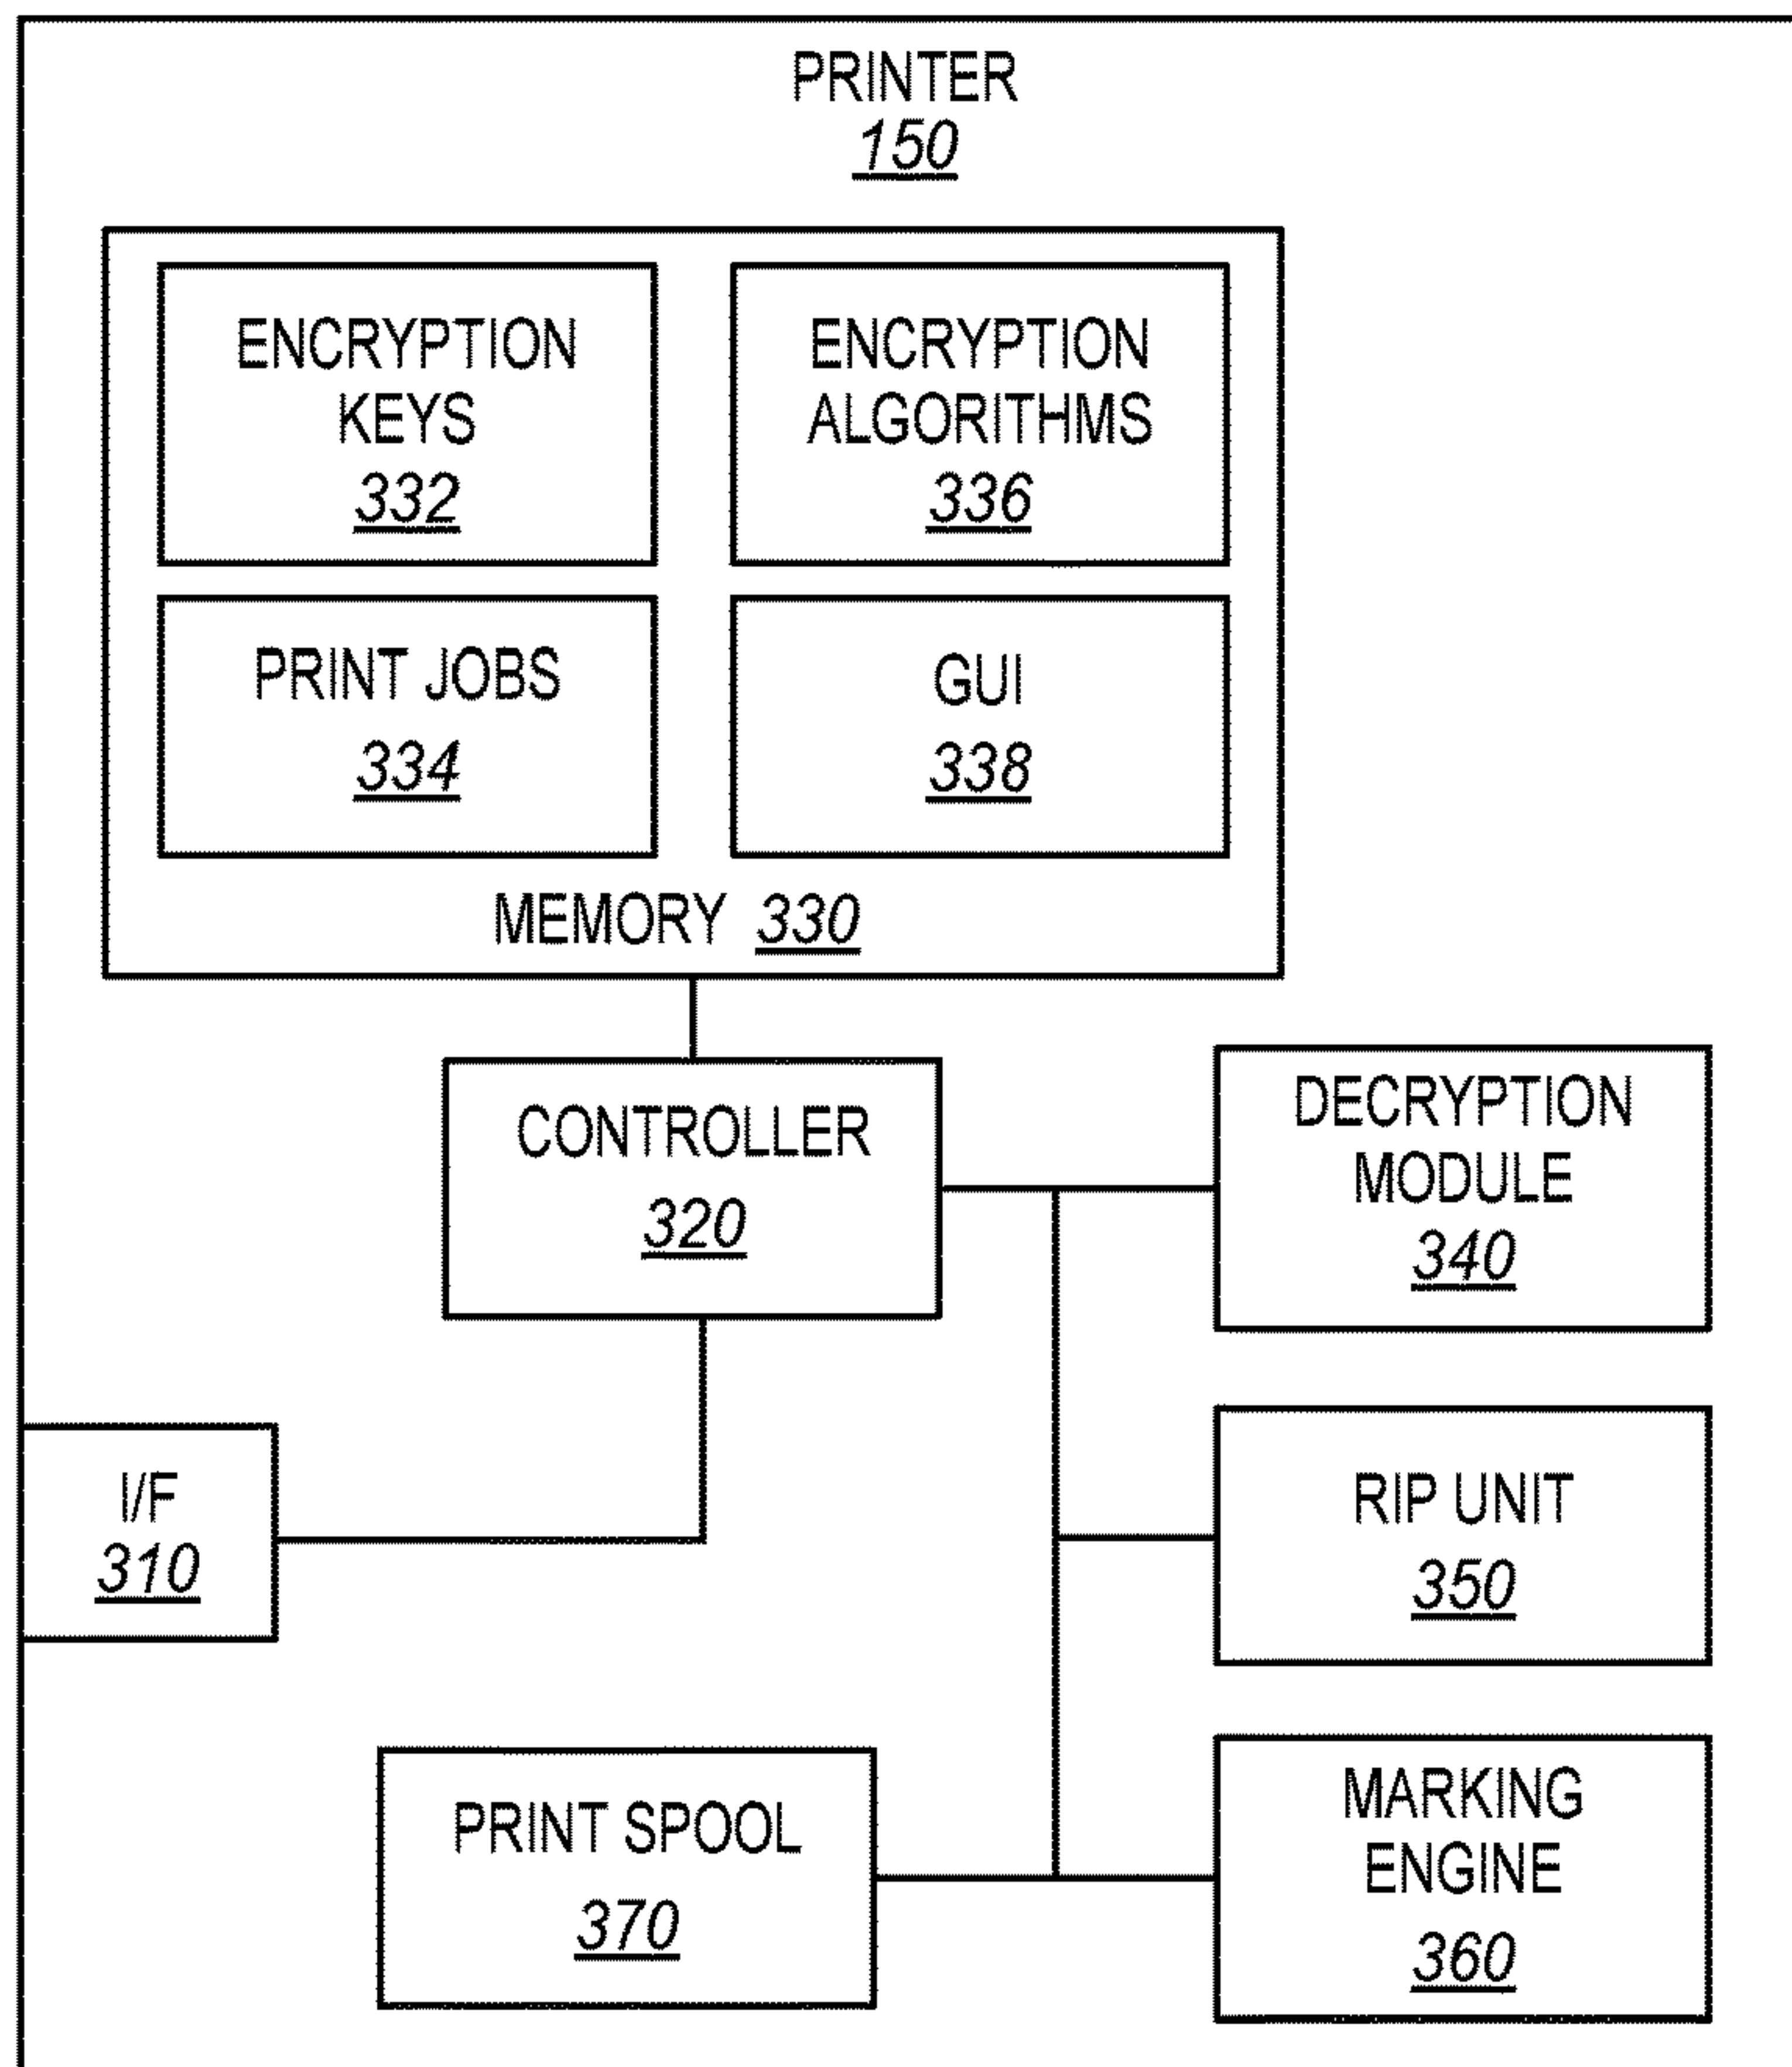 PRINTER
150
ENCRYPTION
KEYS
332
ENCRYPTION
ALGORITHMS
336
PRINT JOBS
334
GUI
338
MEMORY 330
CONTROLLER
320
DECRYPTION
MODULE
340
I/F
310
RIP UNIT
350
PRINT SPOOL
370
MARKING
ENGINE
360